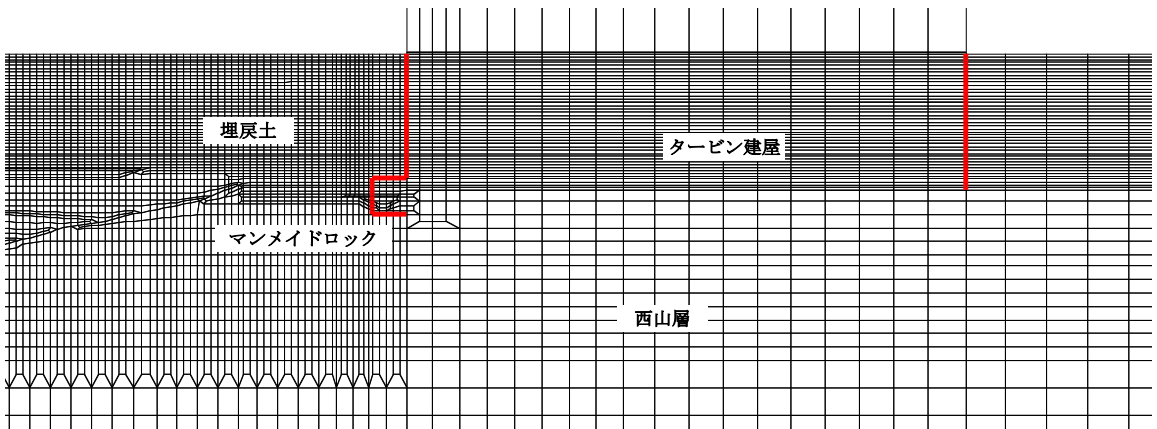 埋戻土
タービン建屋
マンメイドロック
西山層